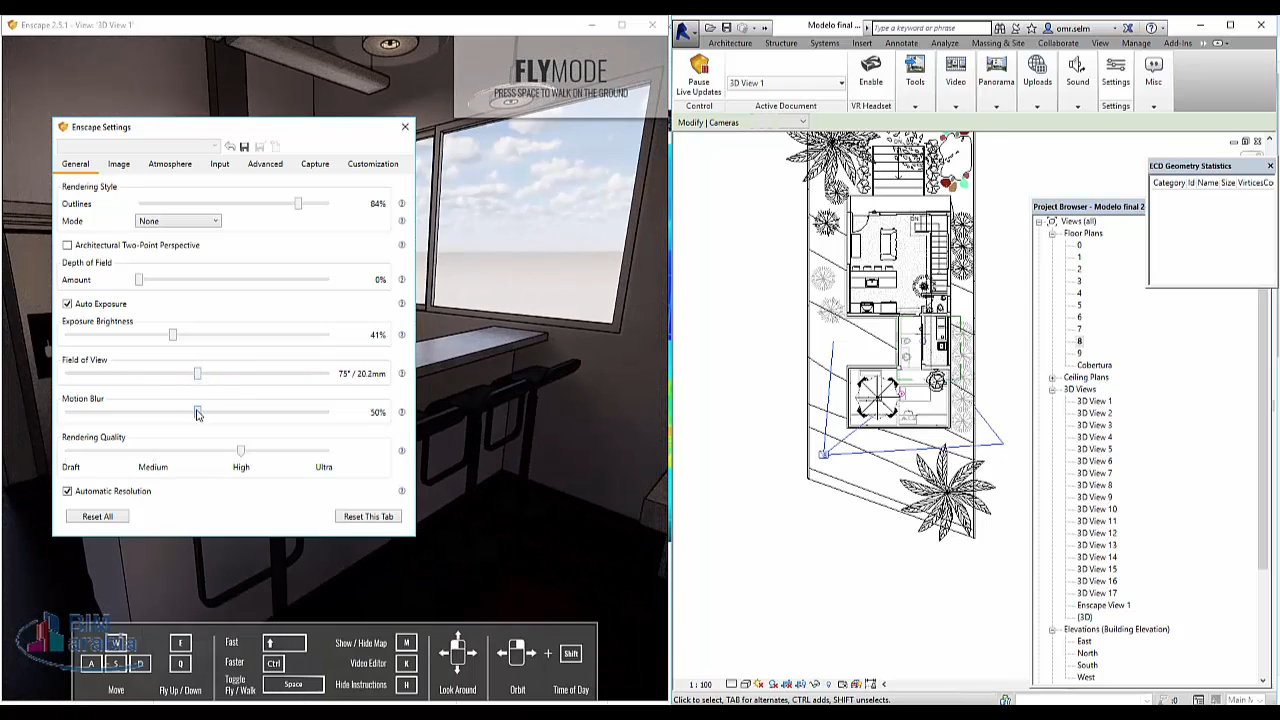 Enscape 2.5.1 - View: '3D View 1'
FLYMODE
PRESS SPACE TO WALK ON THE GROUND
Enscape Settings
General Image Atmosphere Input Advanced Capture Customization
Rendering Style
Outlines 84%
Mode None
Architectural Two-Point Perspective
Depth of Field
Amount 0%
Auto Exposure
Exposure Brightness
41%
Field of View
75° / 20.2mm
Motion Blur
50%
Rendering Quality
Draft Medium High Ultra
Automatic Resolution
Reset All Reset This Tab
BIM
arabia
W F
A S D Q
Move Fly Up / Down
Fast
Faster Ctrl
Toggle
Fly / Walk Space
Show / Hide Map M
Video Editor K
Hide Instructions H
Look Around
Orbit
+ Shift
Time of Day
Modelo final ...
Type a keyword or phrase
omr.selm
Architecture Structure Systems Insert Annotate Analyze Massing & Site Collaborate View Manage Add-Ins
Pause
Live Updates
3D View 1
Enable Tools Video Panorama Uploads Sound Settings Misc
Control Active Document VR Headset Settings
Modify | Cameras
ECD Geometry Statistics
Category Id Name Size VirticesCo
Project Browser - Modelo final 2
Views (all)
Floor Plans
0
1
2
3
4
5
6
7
8
9
Cobertura
Ceiling Plans
3D Views
3D View 1
3D View 2
3D View 3
3D View 4
3D View 5
3D View 6
3D View 7
3D View 8
3D View 9
3D View 10
3D View 11
3D View 12
3D View 13
3D View 14
3D View 15
3D View 16
3D View 17
Enscape View 1
{3D}
Elevations (Building Elevation)
East
North
South
West
1 : 100
Click to select, TAB for alternates, CTRL adds, SHIFT unselects.
:0
Main M